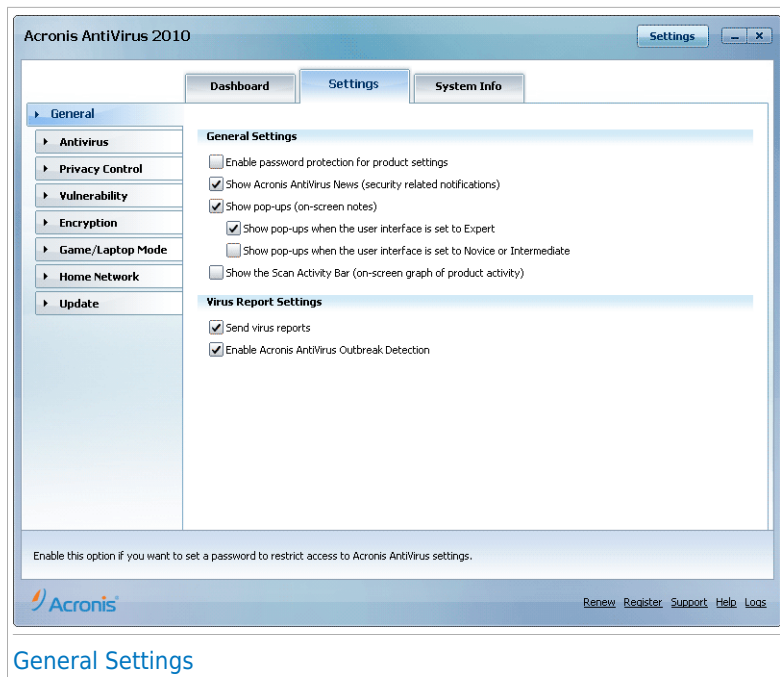 Acronis AntiVirus 2010
Settings
Dashboard
Settings
System Info
General
Antivirus
Privacy Control
Vulnerability
Encryption
Game/Laptop Mode
Home Network
Update
General Settings
Enable password protection for product settings
Show Acronis AntiVirus News (security related notifications)
Show pop-ups (on-screen notes)
Show pop-ups when the user interface is set to Expert
Show pop-ups when the user interface is set to Novice or Intermediate
Show the Scan Activity Bar (on-screen graph of product activity)
Virus Report Settings
Send virus reports
Enable Acronis AntiVirus Outbreak Detection
Enable this option if you want to set a password to restrict access to Acronis AntiVirus settings.
Acronis
Renew Register Support Help Logs
General Settings